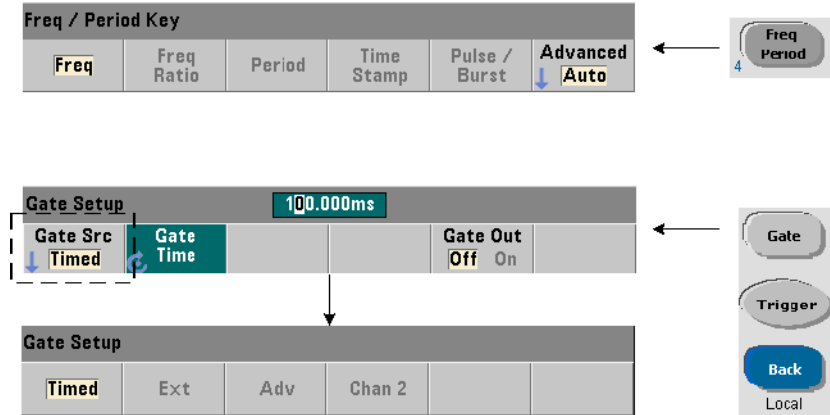 Freq / Period Key
Freq
Freq Ratio
Period
Time Stamp
Pulse / Burst
Advanced
Auto
Freq
Period
4
Gate Setup
100.000ms
Gate Src
Timed
Gate Time
Gate Out
Off On
Gate
Trigger
Gate Setup
Timed
Ext
Adv
Chan 2
Back
Local